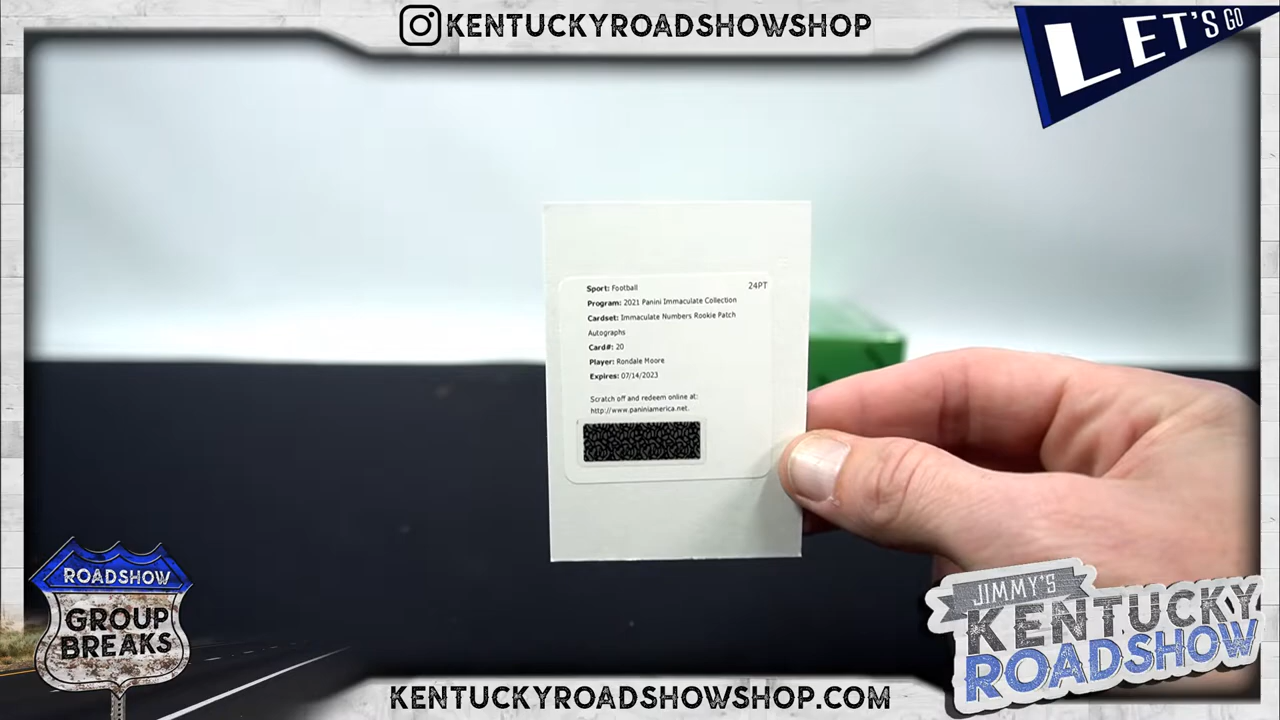 KENTUCKYROADSHOWSHOP
LET'S GO
Sport: Football
24PT
Program: 2021 Panini Immaculate Collection
Cardset: Immaculate Numbers Rookie Patch
Autographs
Card#: 20
Player: Rondale Moore
Expires: 07/14/2023
Scratch off and redeem online at:
http://www.paniniamerica.net.
ROADSHOW
GROUP
BREAKS
JIMMY'S
KENTUCKY
ROADSHOW
KENTUCKYROADSHOWSHOP.COM